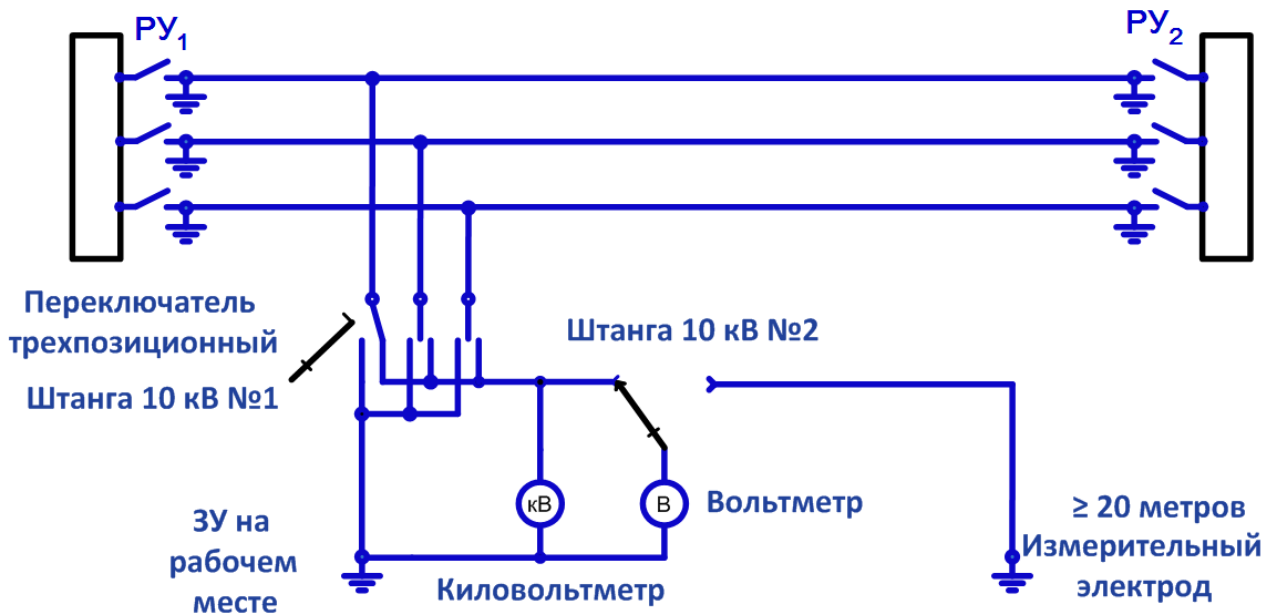 РУ1
РУ2
Переключатель
трехпозиционный
Штанга 10 кВ №1
Штанга 10 кВ №2
кВ
В
Вольтметр
ЗУ на
рабочем
месте
Киловольтметр
≥ 20 метров
Измерительный
электрод